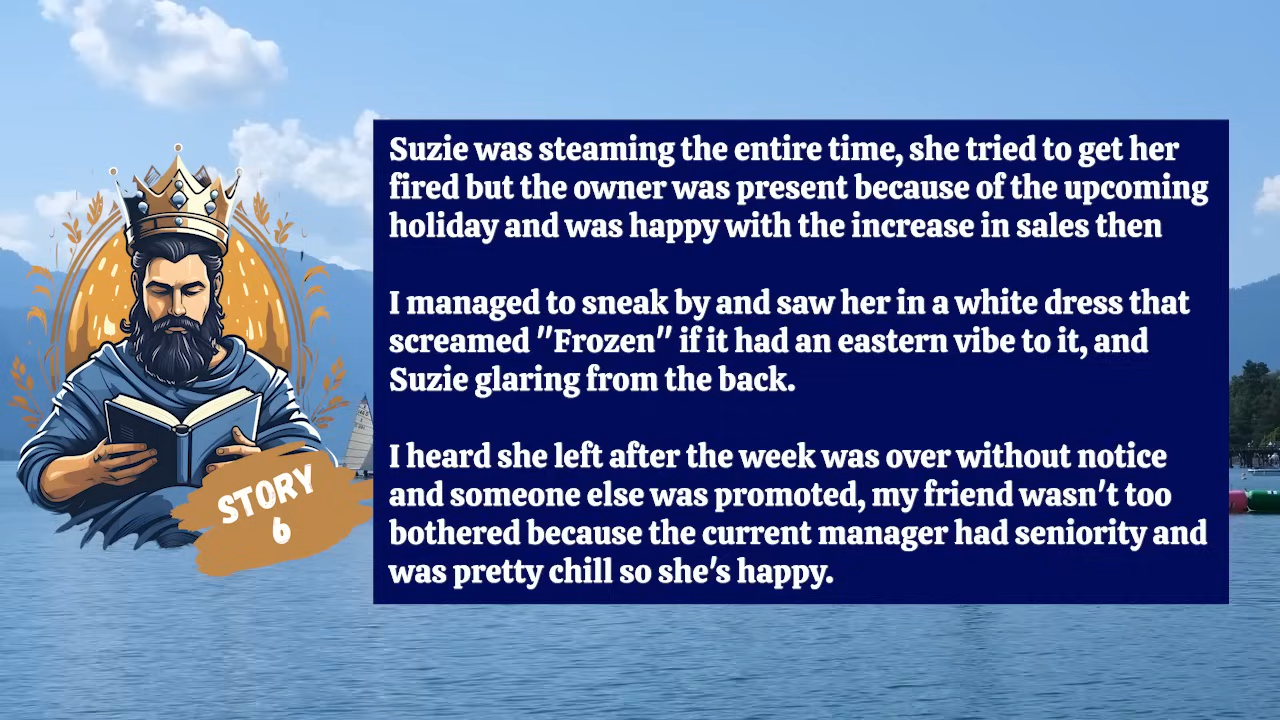 Suzie was steaming the entire time, she tried to get her
fired but the owner was present because of the upcoming
holiday and was happy with the increase in sales then
I managed to sneak by and saw her in a white dress that
screamed "Frozen" if it had an eastern vibe to it, and
Suzie glaring from the back.
I heard she left after the week was over without notice
and someone else was promoted, my friend wasn't too
bothered because the current manager had seniority and
was pretty chill so she's happy.
STORY
6